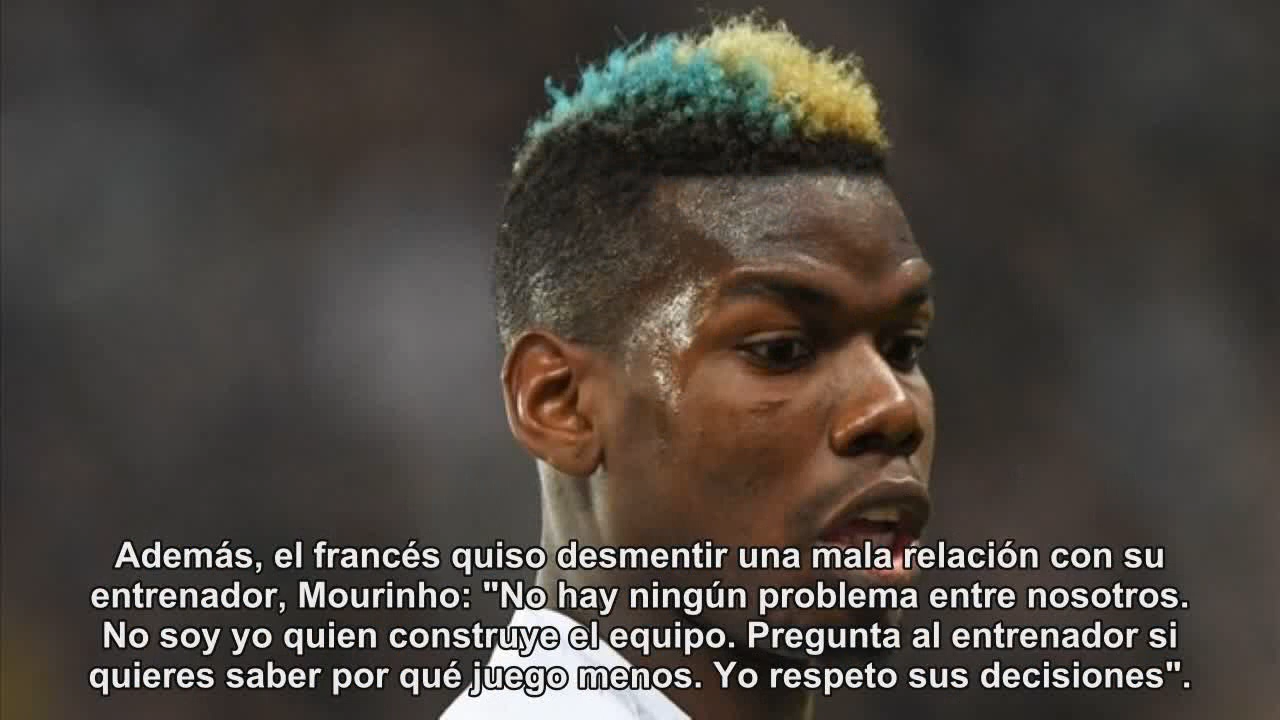 Además, el francés quiso desmentir una mala relación con su
entrenador, Mourinho: "No hay ningún problema entre nosotros.
No soy yo quien construye el equipo. Pregunta al entrenador si
quieres saber por qué juego menos. Yo respeto sus decisiones".